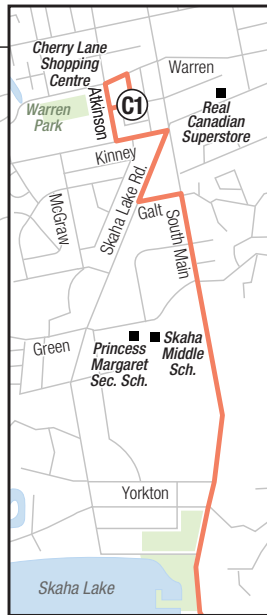 Cherry Lane
Shopping
Centre
Warren
Atkinson
C1
Warren
Park
Real
Canadian
Superstore
Kinney
Skaha Lake Rd.
McGraw
Galt
South Main
Green
Princess
Margaret
Sec. Sch.
Skaha
Middle
Sch.
Yorkton
Skaha Lake